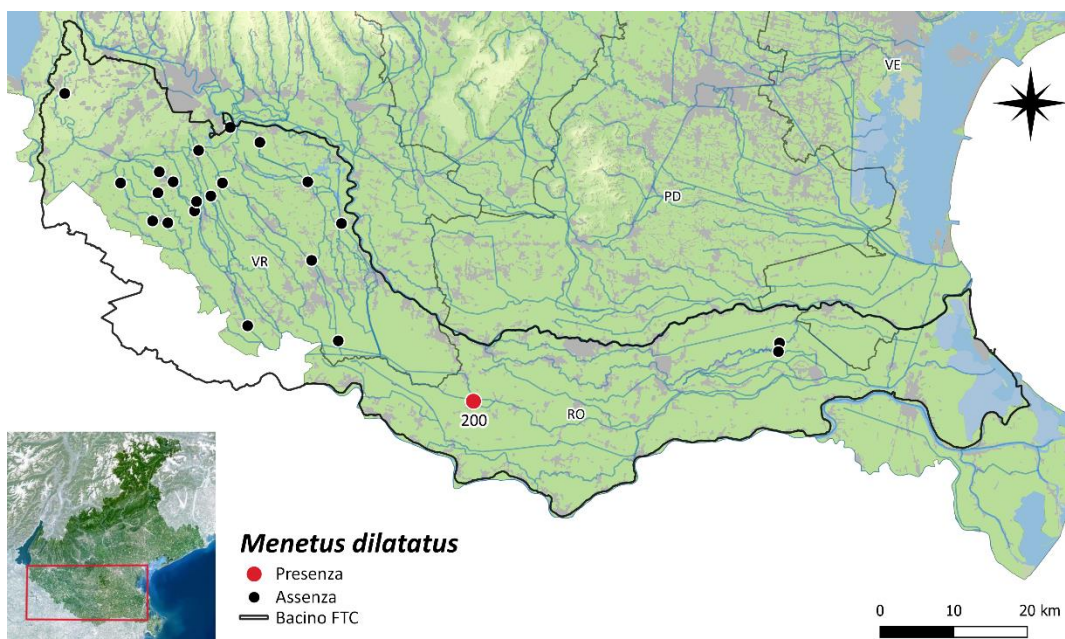 VE
PD
VR
RO
200
Menetus dilatatus
Presenza
Assenza
Bacino FTC
0 10 20 km